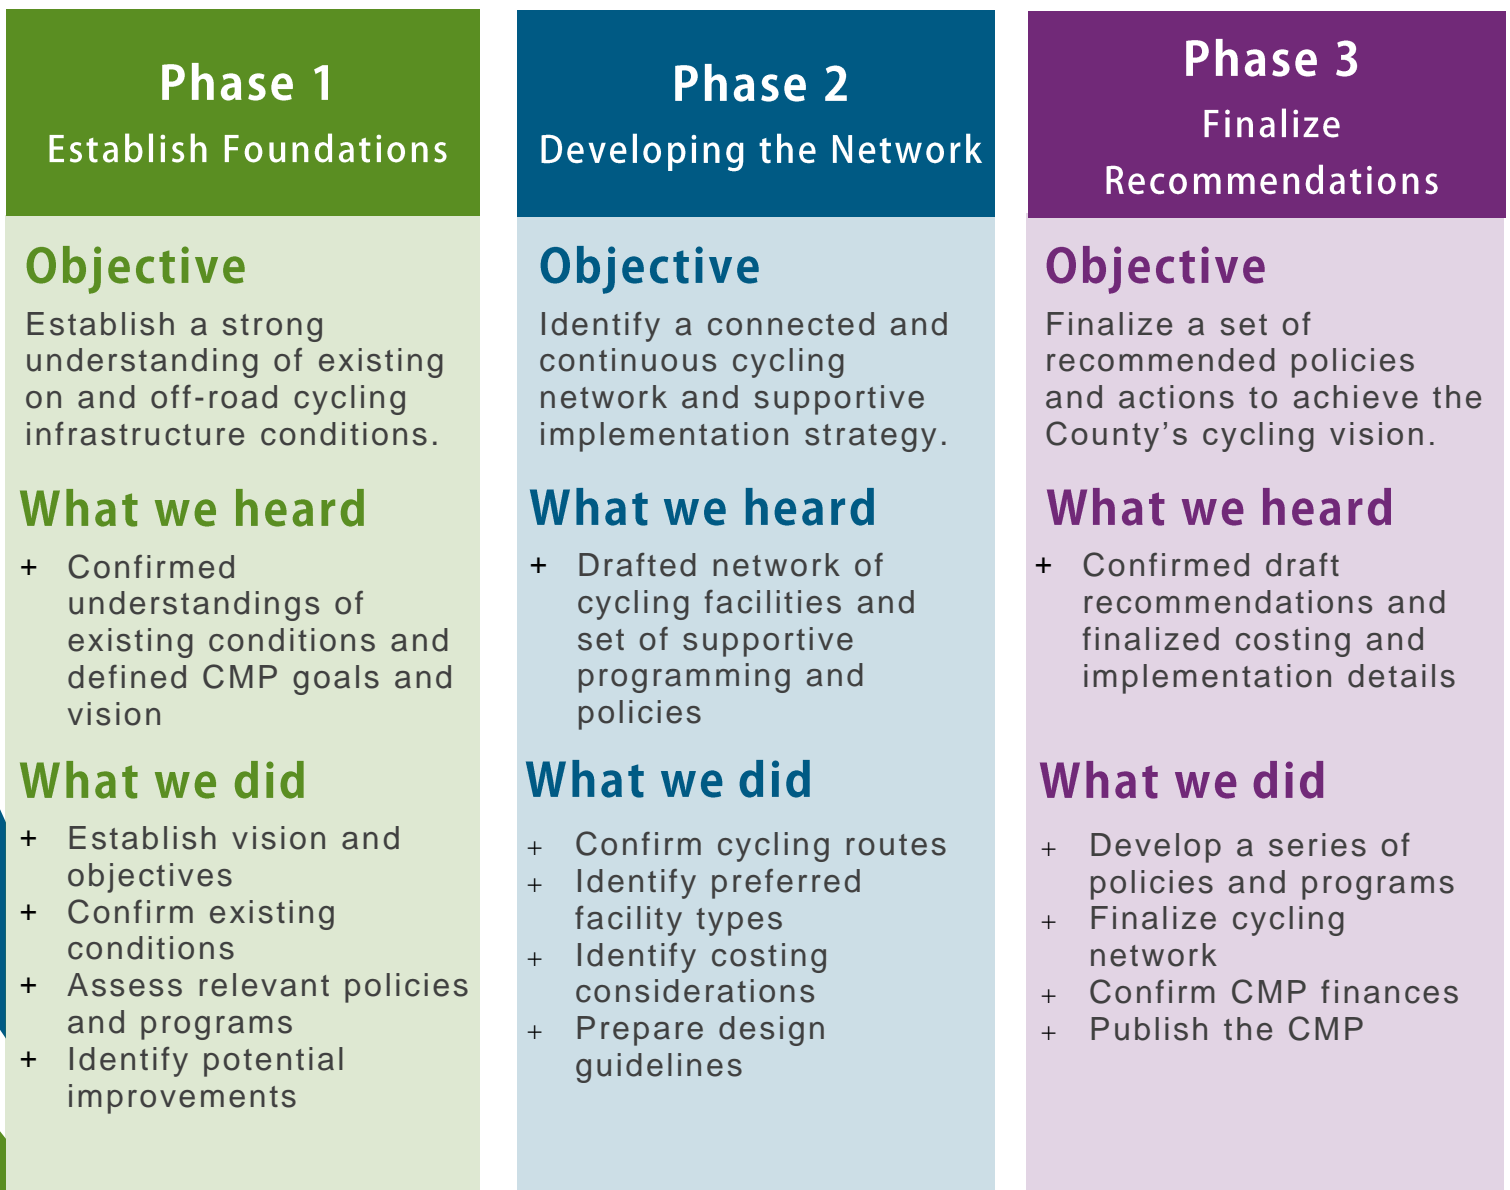 Phase 1
Establish Foundations
Objective
Establish a strong
understanding of existing
on and off-road cycling
infrastructure conditions.
What we heard
+ Confirmed
understandings of
existing conditions and
defined CMP goals and
vision
What we did
+ Establish vision and
objectives
+ Confirm existing
conditions
+ Assess relevant policies
and programs
+ Identify potential
improvements
Phase 2
Developing the Network
Objective
Identify a connected and
continuous cycling
network and supportive
implementation strategy.
What we heard
+ Drafted network of
cycling facilities and
set of supportive
programming and
policies
What we did
+ Confirm cycling routes
+ Identify preferred
facility types
+ Identify costing
considerations
+ Prepare design
guidelines
Phase 3
Finalize
Recommendations
Objective
Finalize a set of
recommended policies
and actions to achieve the
County’s cycling vision.
What we heard
+ Confirmed draft
recommendations and
finalized costing and
implementation details
What we did
+ Develop a series of
policies and programs
+ Finalize cycling
network
+ Confirm CMP finances
+ Publish the CMP